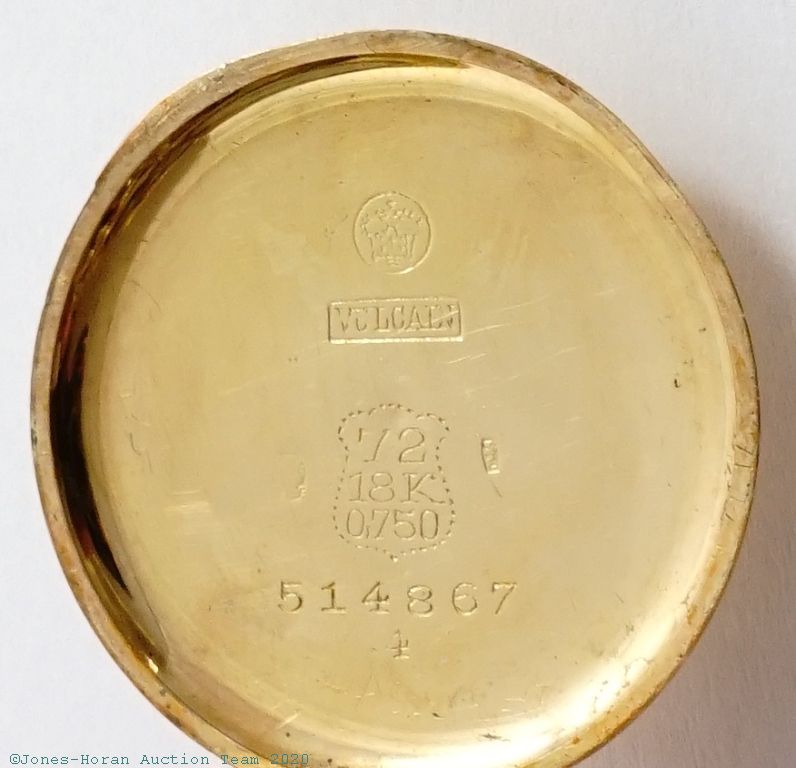 VULCAIN
72
18K
0,750
514867
4
©Jones-Horan Auction Team 2020